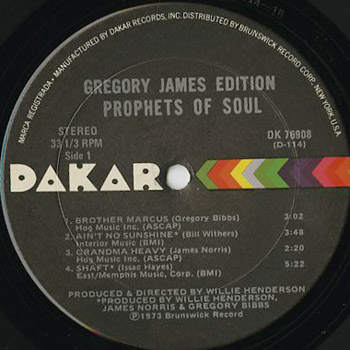 MARCA REGISTRADA - MANUFACTURED BY DAKAR RECORDS, INC. DISTRIBUTED BY BRUNSWICK RECORD CORP. NEW YORK, U.S.A.
GREGORY JAMES EDITION
PROPHETS OF SOUL
STEREO
33 1/3 RPM
Side 1
DK 76908
(D-114)
DAKAR
1. BROTHER MARCUS (Gregory Bibbs) 3:02
Hog Music Inc. (ASCAP)
2. AIN'T NO SUNSHINE* (Bill Withers) 3:48
Interior Music (BMI)
3. GRANDMA HEAVY (James Norris) 2:20
Hog Music Inc. (ASCAP)
4. SHAFT* (Issac Hayes) 5:22
East/Memphis Music, Corp. (BMI)
PRODUCED & DIRECTED BY WILLIE HENDERSON
*PRODUCED BY WILLIE HENDERSON,
JAMES NORRIS & GREGORY BIBBS
Ⓟ1973 Brunswick Record